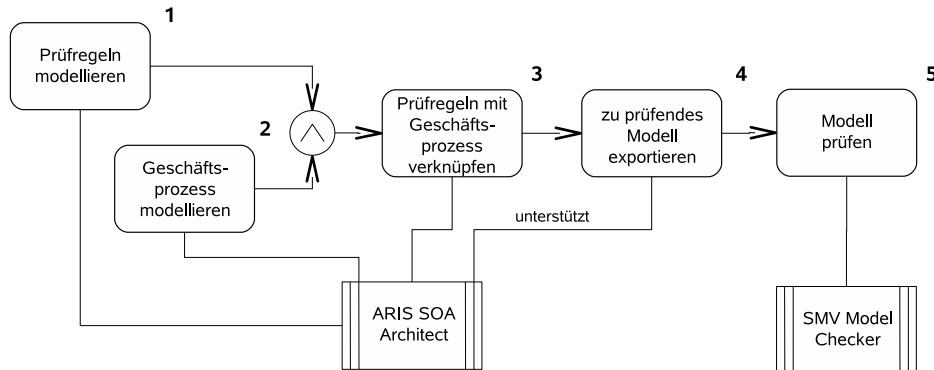 1
Prüfregeln
modellieren
2
Geschäfts-
prozess
modellieren
3
Prüfregeln mit
Geschäfts-
prozess
verknüpfen
4
zu prüfendes
Modell
exportieren
5
Modell
prüfen
unterstützt
ARIS SOA
Architect
SMV Model
Checker